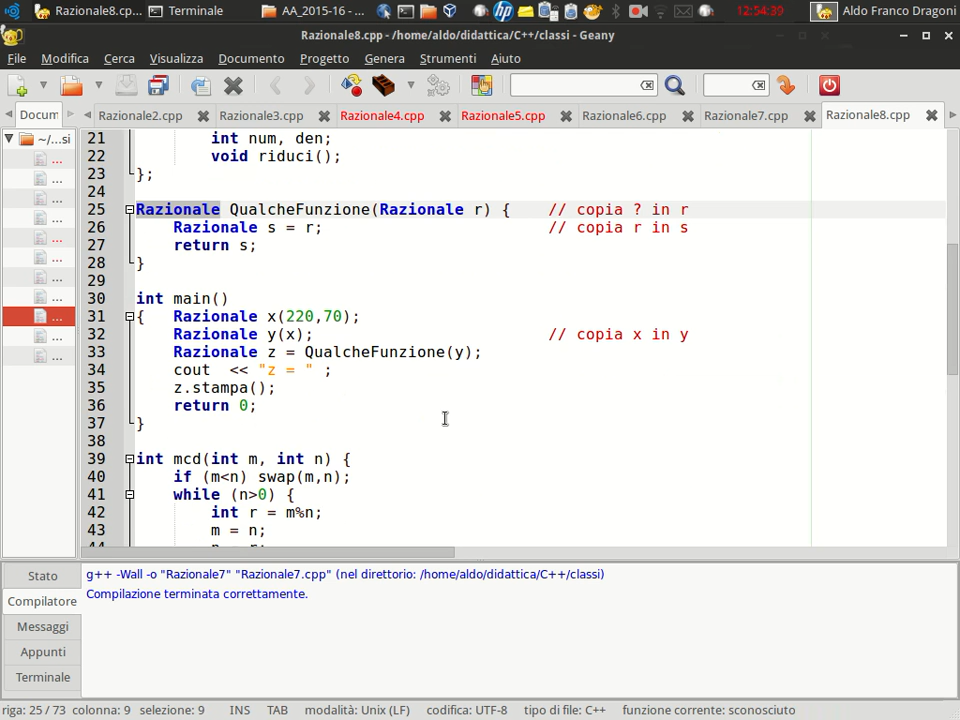 Razionale8.cp... Terminale AA_2015-16 - ... 12:54:39 Aldo Franco Dragoni
Razionale8.cpp - /home/aldo/didattica/C++/classi - Geany
File Modifica Cerca Visualizza Documento Progetto Genera Strumenti Aiuto
Docum Razionale2.cpp Razionale3.cpp Razionale4.cpp Razionale5.cpp Razionale6.cpp Razionale7.cpp Razionale8.cpp
~/...si
...
...
...
...
...
...
...
...
...
...
...
21 int num, den;
22 void riduci();
23 };
24
25 Razionale QualcheFunzione(Razionale r) { // copia ? in r
26 Razionale s = r; // copia r in s
27 return s;
28 }
29
30 int main()
31 { Razionale x(220,70);
32 Razionale y(x); // copia x in y
33 Razionale z = QualcheFunzione(y);
34 cout << "z = " ;
35 z.stampa();
36 return 0;
37 }
38
39 int mcd(int m, int n) {
40 if (m<n) swap(m,n);
41 while (n>0) {
42 int r = m%n;
43 m = n;
Stato
Compilatore
Messaggi
Appunti
Terminale
g++ -Wall -o "Razionale7" "Razionale7.cpp" (nel direttorio: /home/aldo/didattica/C++/classi)
Compilazione terminata correttamente.
riga: 25 / 73 colonna: 9 selezione: 9 INS TAB modalità: Unix (LF) codifica: UTF-8 tipo di file: C++ funzione corrente: sconosciuto